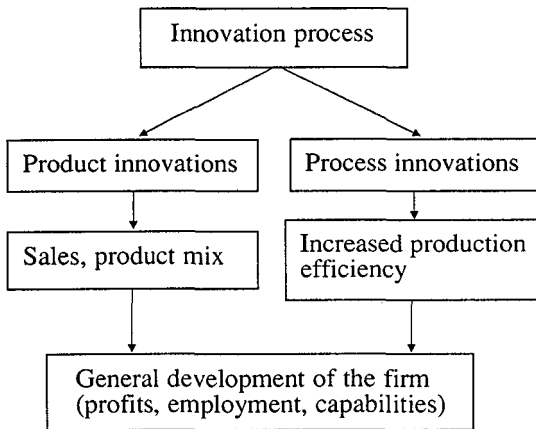 Innovation process
Product innovations
Process innovations
Sales, product mix
Increased production
efficiency
General development of the firm
(profits, employment, capabilities)